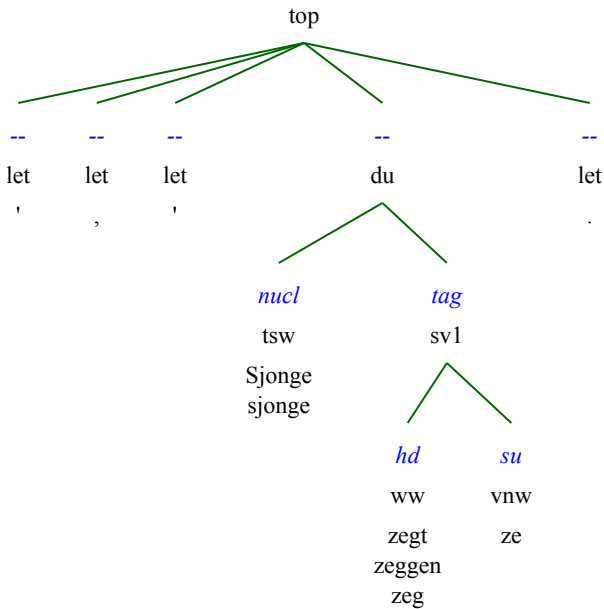 top
-- -- -- -- --
let let let du let
' , ' .
nucl tag
tsw sv1
Sjonge
sjonge
hd su
ww vnw
zegt ze
zeggen
zeg